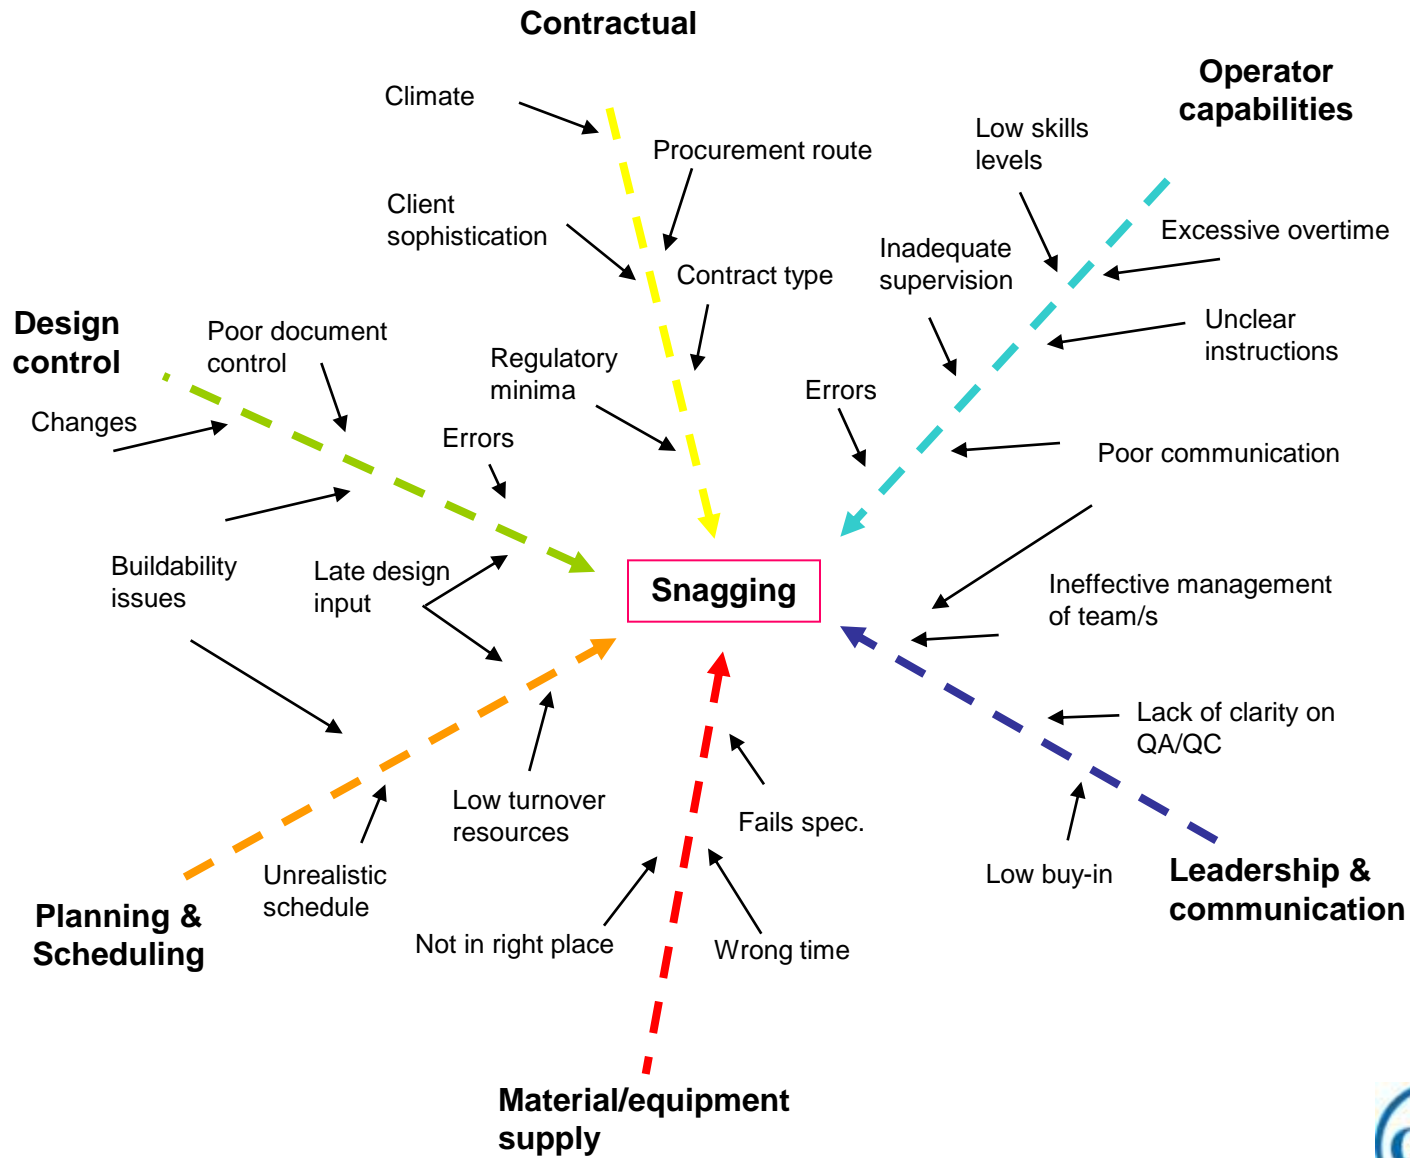 Contractual
Operator
capabilities
Climate
Low skills
levels
Procurement route
Client
sophistication
Excessive overtime
Inadequate
supervision
Contract type
Design
control
Poor document
control
Unclear
instructions
Regulatory
minima
Errors
Changes
Errors
Poor communication
Buildability
issues
Late design
input
Snagging
Ineffective management
of team/s
Lack of clarity on
QA/QC
Low turnover
resources
Fails spec.
Unrealistic
schedule
Low buy-in
Leadership &
communication
Planning &
Scheduling
Not in right place
Wrong time
Material/equipment
supply